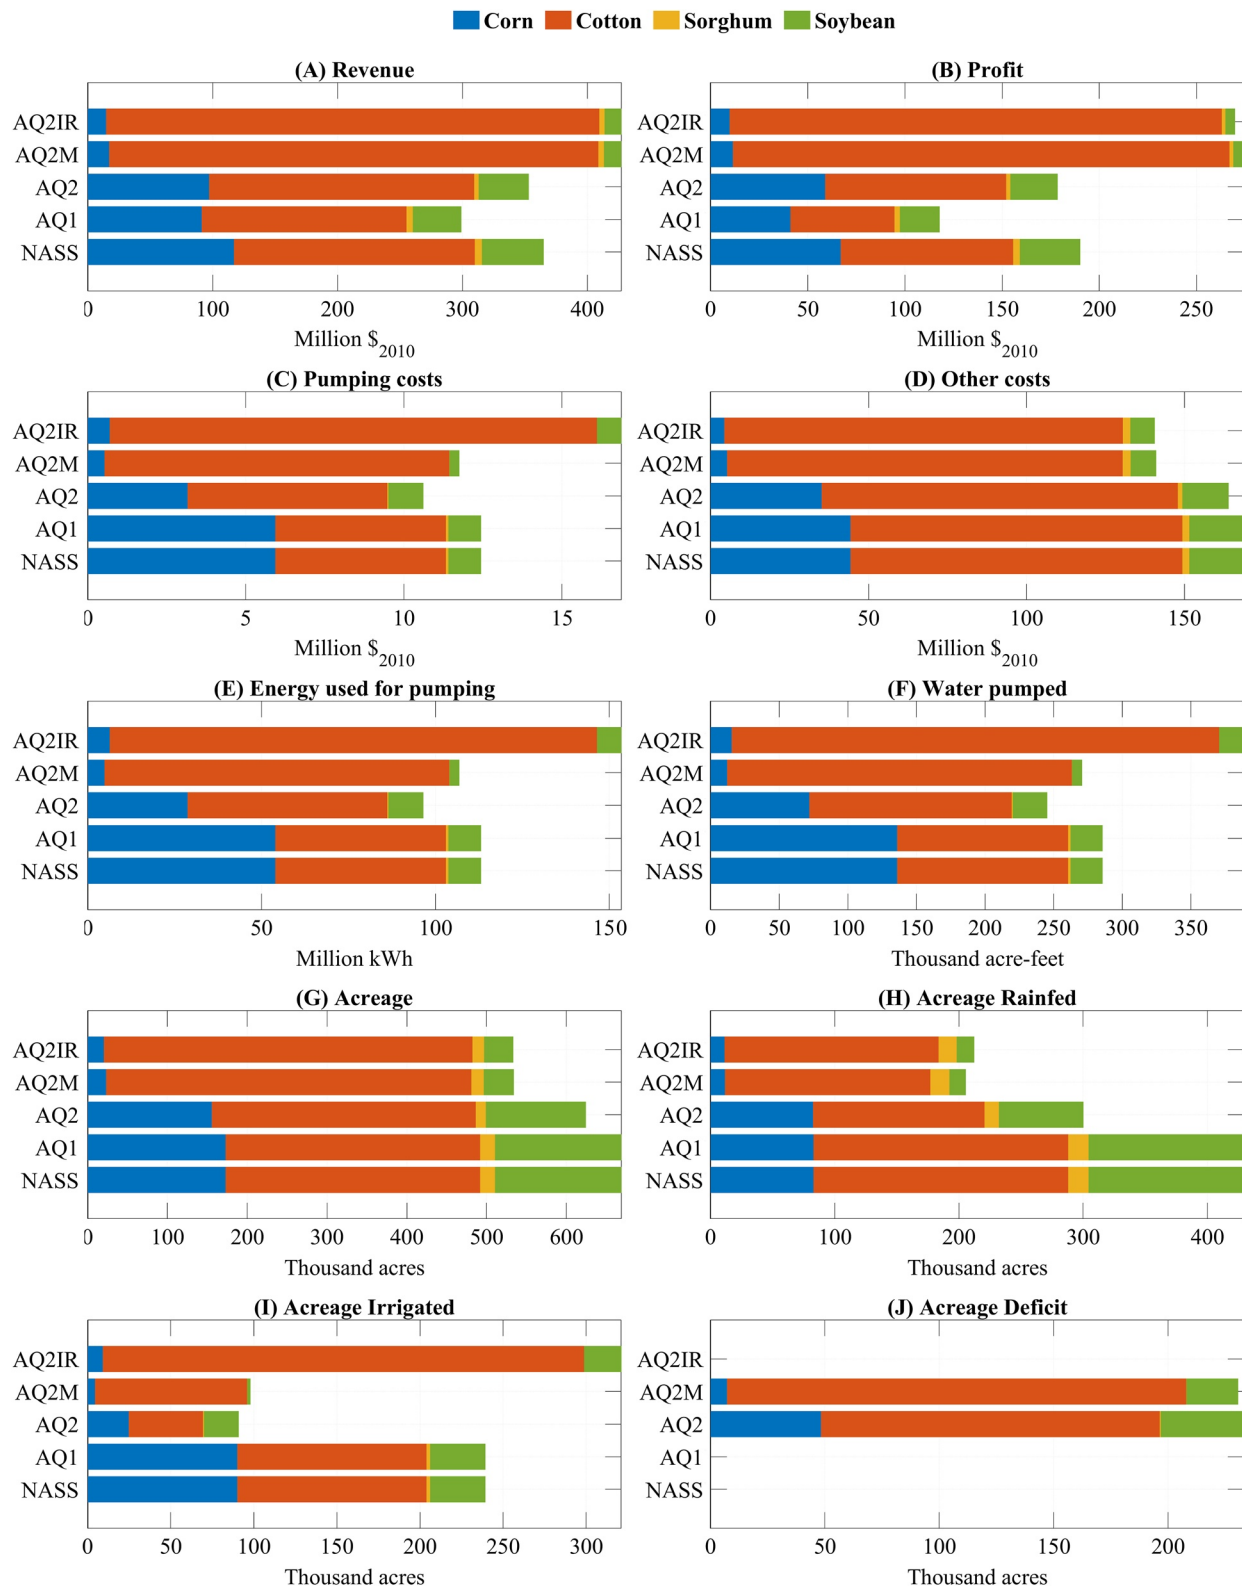 Corn Cotton Sorghum Soybean
(A) Revenue
AQ2IR
AQ2M
AQ2
AQ1
NASS
0 100 200 300 400
Million $2010
(B) Profit
AQ2IR
AQ2M
AQ2
AQ1
NASS
0 50 100 150 200 250
Million $2010
(C) Pumping costs
AQ2IR
AQ2M
AQ2
AQ1
NASS
0 5 10 15
Million $2010
(D) Other costs
AQ2IR
AQ2M
AQ2
AQ1
NASS
0 50 100 150
Million $2010
(E) Energy used for pumping
AQ2IR
AQ2M
AQ2
AQ1
NASS
0 50 100 150
Million kWh
(F) Water pumped
AQ2IR
AQ2M
AQ2
AQ1
NASS
0 50 100 150 200 250 300 350
Thousand acre-feet
(G) Acreage
AQ2IR
AQ2M
AQ2
AQ1
NASS
0 100 200 300 400 500 600
Thousand acres
(H) Acreage Rainfed
AQ2IR
AQ2M
AQ2
AQ1
NASS
0 100 200 300 400
Thousand acres
(I) Acreage Irrigated
AQ2IR
AQ2M
AQ2
AQ1
NASS
0 50 100 150 200 250 300
Thousand acres
(J) Acreage Deficit
AQ2IR
AQ2M
AQ2
AQ1
NASS
0 50 100 150 200
Thousand acres